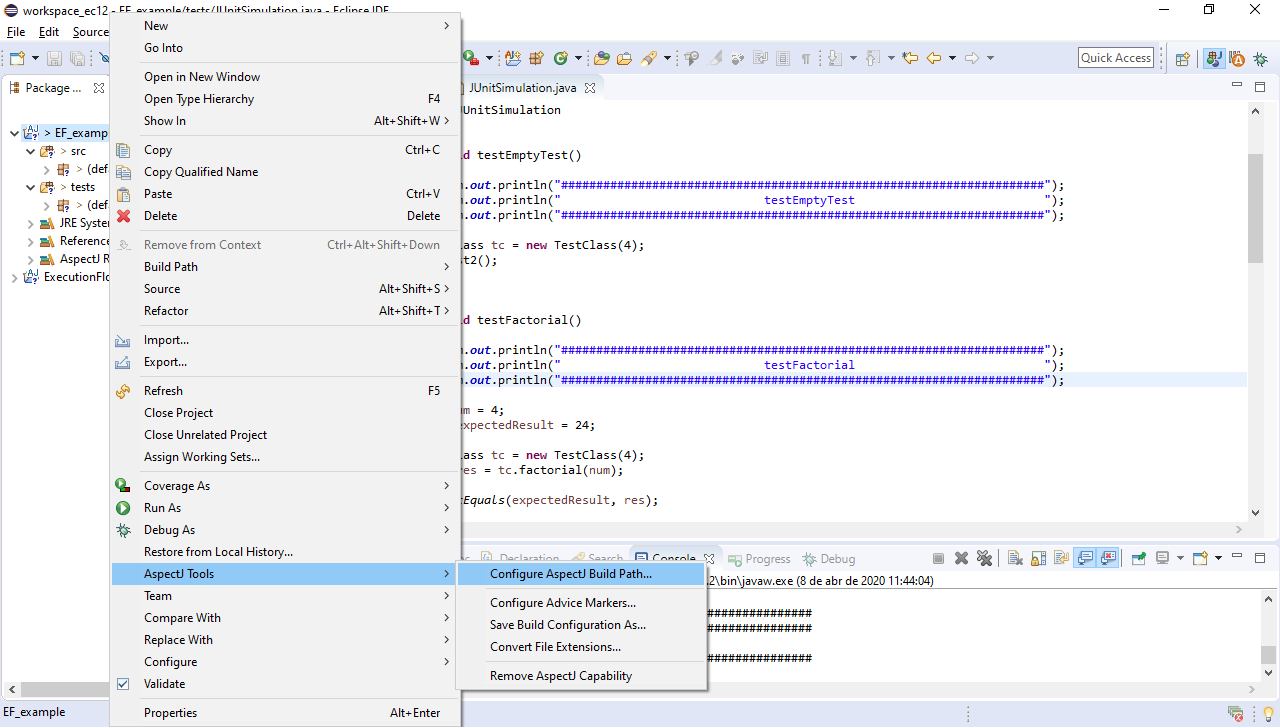 workspace_ec12 - EF_example/tests/JUnitSimulation.java - Eclipse IDE
File Edit Source
Quick Access
Package ...
> EF_examp
> src
> (def
> tests
> (def
JRE System
Reference
AspectJ R
ExecutionFlo
New
Go Into
Open in New Window
Open Type Hierarchy F4
Show In Alt+Shift+W
Copy Ctrl+C
Copy Qualified Name
Paste Ctrl+V
Delete Delete
Remove from Context Ctrl+Alt+Shift+Down
Build Path
Source Alt+Shift+S
Refactor Alt+Shift+T
Import...
Export...
Refresh F5
Close Project
Close Unrelated Project
Assign Working Sets...
Coverage As
Run As
Debug As
Restore from Local History...
AspectJ Tools
Team
Compare With
Replace With
Configure
Validate
Properties Alt+Enter
Configure AspectJ Build Path...
Configure Advice Markers...
Save Build Configuration As...
Convert File Extensions...
Remove AspectJ Capability
JUnitSimulation.java
UnitSimulation
d testEmptyTest()
.out.println("#####################################################################");
.out.println(" testEmptyTest ");
.out.println("#####################################################################");
ass tc = new TestClass(4);
t2();
d testFactorial()
.out.println("#####################################################################");
.out.println(" testFactorial ");
.out.println("#####################################################################");
m = 4;
xpectedResult = 24;
ass tc = new TestClass(4);
es = tc.factorial(num);
Equals(expectedResult, res);
Declaration Search Console Progress Debug
2\bin\javaw.exe (8 de abr de 2020 11:44:04)
###############
###############
###############
EF_example